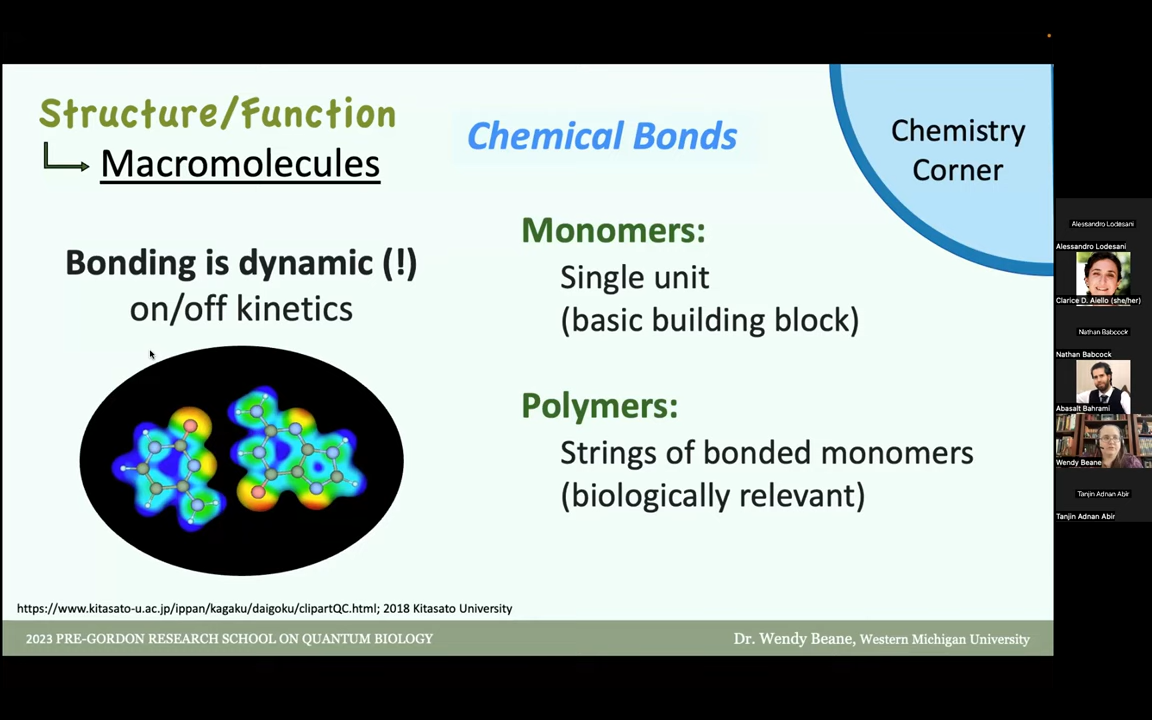 Structure/Function
Macromolecules
Chemical Bonds
Chemistry
Corner
Bonding is dynamic (!)
on/off kinetics
Monomers:
Single unit
(basic building block)
Polymers:
Strings of bonded monomers
(biologically relevant)
https://www.kitasato-u.ac.jp/ippan/kagaku/daigoku/clipartQC.html; 2018 Kitasato University
2023 PRE-GORDON RESEARCH SCHOOL ON QUANTUM BIOLOGY
Dr. Wendy Beane, Western Michigan University
Alessandro Lodesani
Alessandro Lodesani
Clarice D. Aiello (she/her)
Nathan Babcock
Nathan Babcock
Abasalt Bahrami
Wendy Beane
Tanjin Adnan Abir
Tanjin Adnan Abir